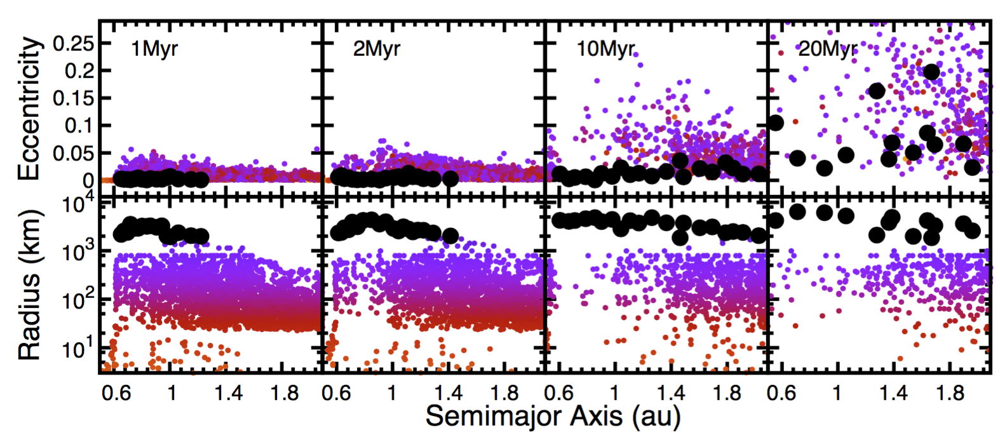 Eccentricity
0.25
0.2
0.15
0.1
0.05
0
1Myr
2Myr
10Myr
20Myr
Radius (km)
10^4
10^3
10^2
10^1
0.6 1 1.4 1.8 0.6 1 1.4 1.8 0.6 1 1.4 1.8 0.6 1 1.4 1.8
Semimajor Axis (au)